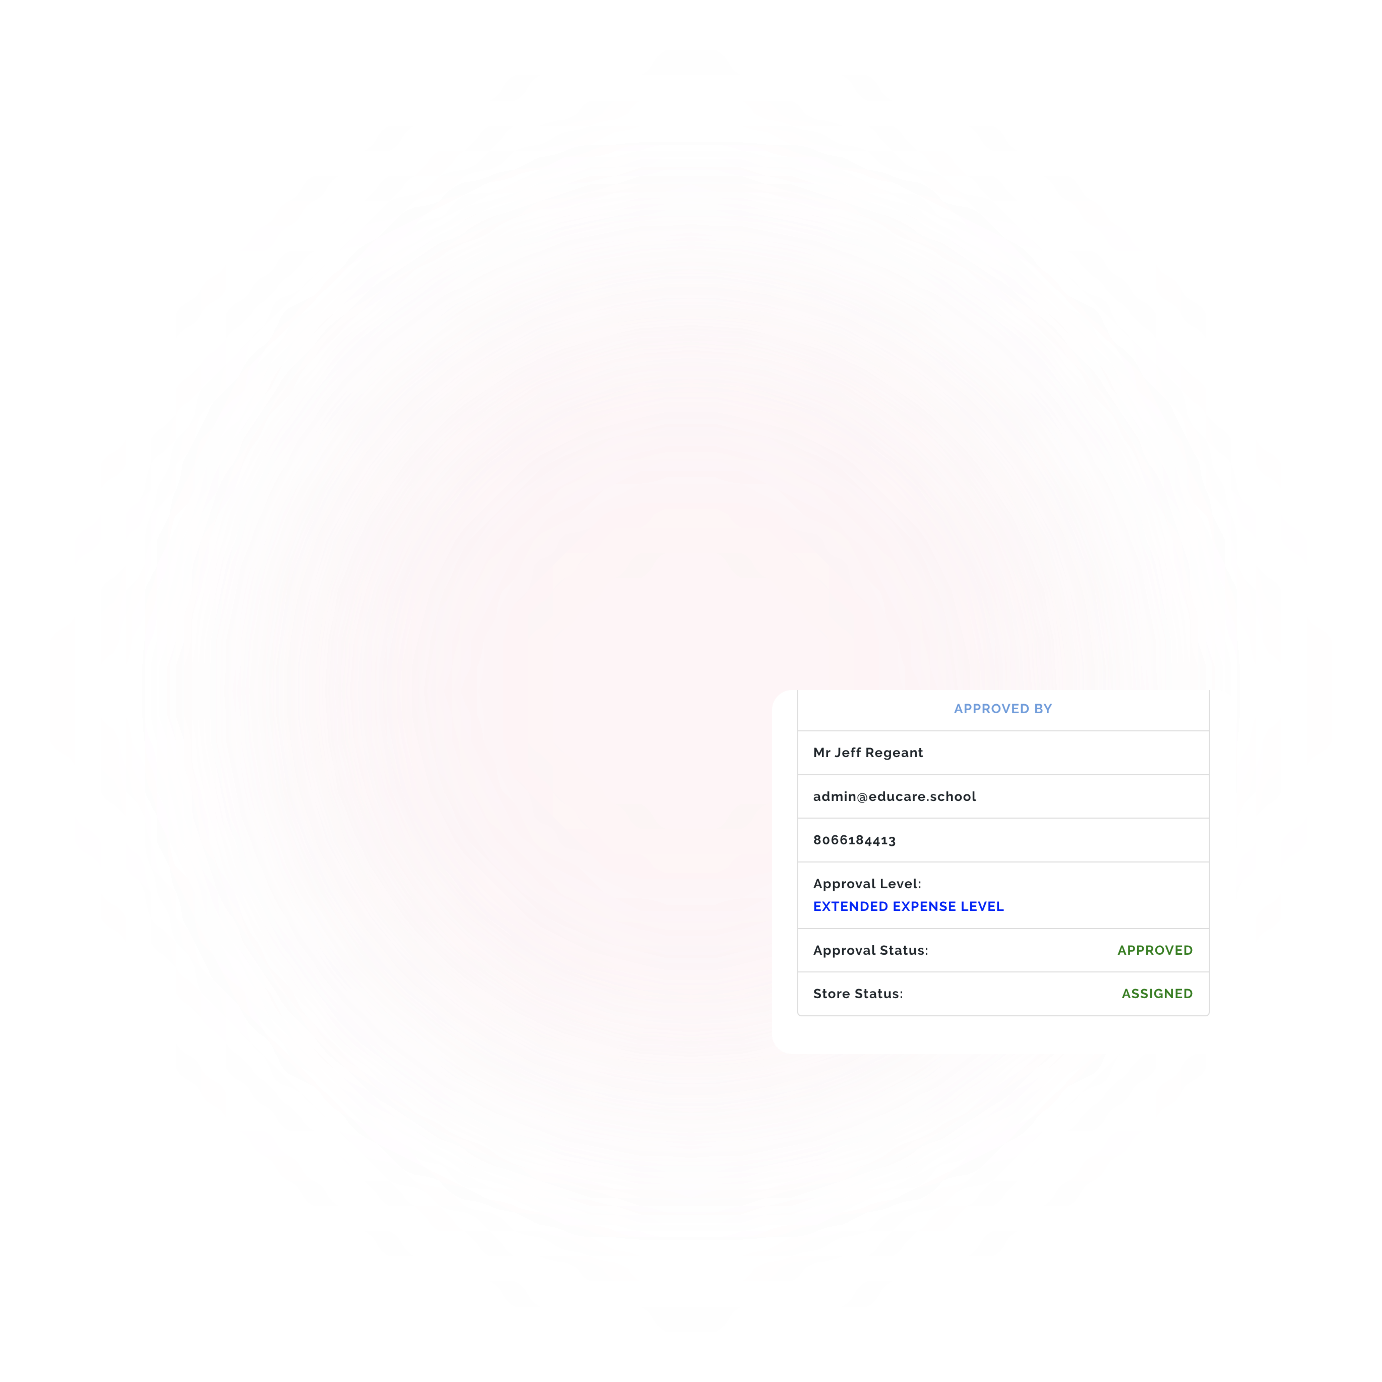 APPROVED BY
Mr Jeff Regeant
admin@educare.school
8066184413
Approval Level:
EXTENDED EXPENSE LEVEL
Approval Status: APPROVED
Store Status: ASSIGNED